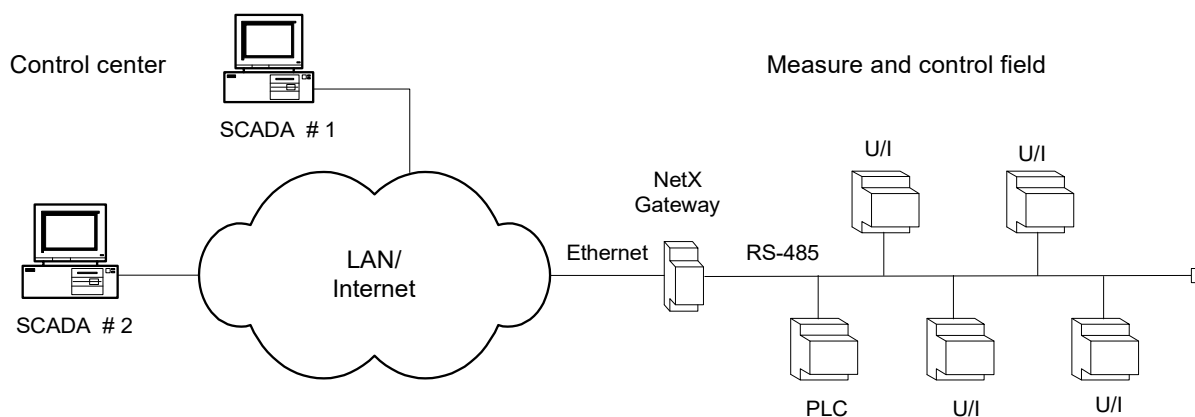 Control center
SCADA # 1
SCADA # 2
LAN/
Internet
Ethernet
NetX
Gateway
RS-485
Measure and control field
U/I
U/I
PLC
U/I
U/I